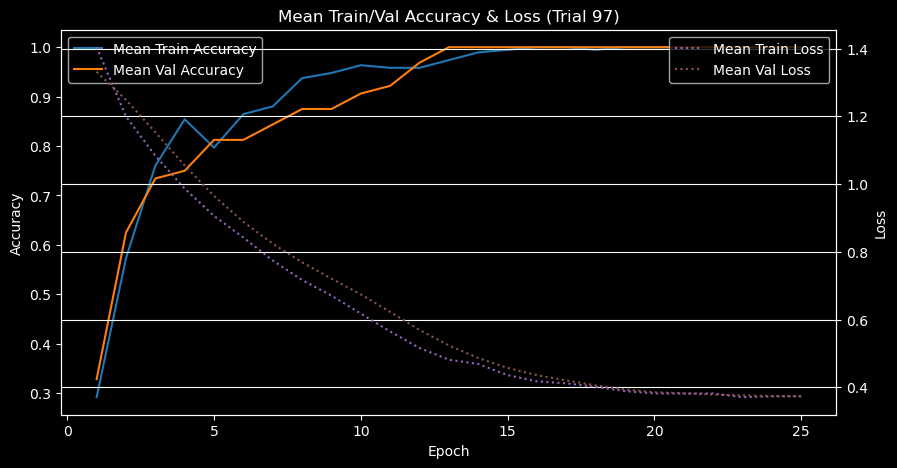 Mean Train/Val Accuracy & Loss (Trial 97)
Mean Train Accuracy
Mean Val Accuracy
Mean Train Loss
Mean Val Loss
Accuracy
1.0
0.9
0.8
0.7
0.6
0.5
0.4
0.3
1.4
1.2
1.0
0.8
0.6
0.4
Loss
0 5 10 15 20 25
Epoch